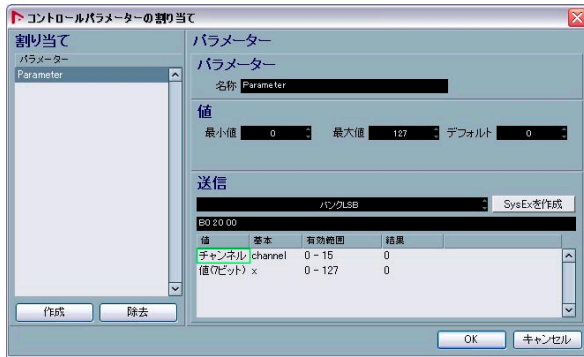 コントロールパラメーターの割り当て
割り当て
パラメーター
Parameter
作成
除去
パラメーター
パラメーター
名称 Parameter
値
最小値 0 最大値 127 デフォルト 0
送信
バンクLSB SysExを作成
B0 20 00
値 基本 有効範囲 結果
チャンネル channel 0 - 15 0
値(7ビット) x 0 - 127 0
OK キャンセル